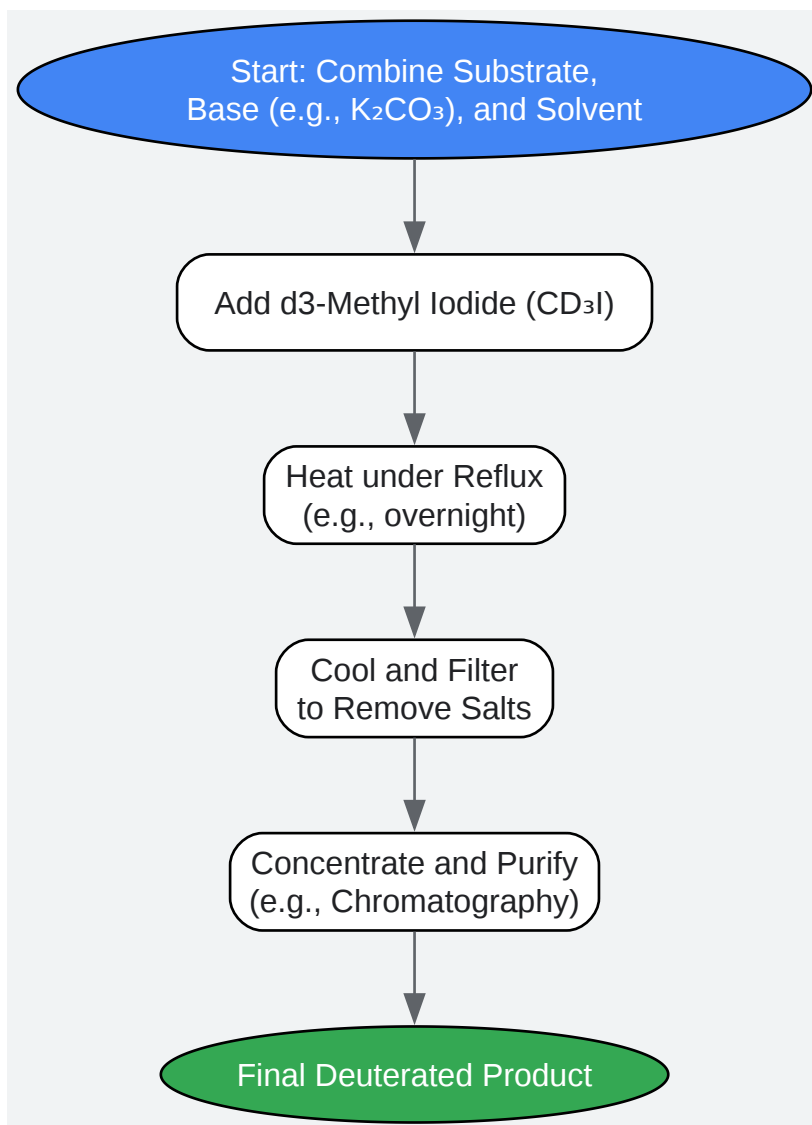 Start: Combine Substrate,
Base (e.g., K₂CO₃), and Solvent
Add d3-Methyl Iodide (CD₃I)
Heat under Reflux
(e.g., overnight)
Cool and Filter
to Remove Salts
Concentrate and Purify
(e.g., Chromatography)
Final Deuterated Product